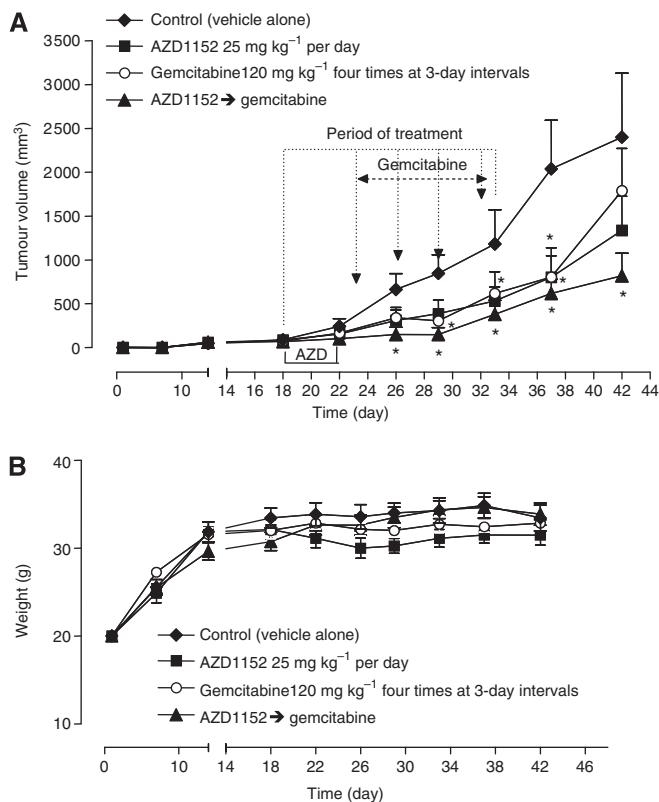 A
Control (vehicle alone)
AZD1152 25 mg kg⁻¹ per day
Gemcitabine120 mg kg⁻¹ four times at 3-day intervals
AZD1152 ➔ gemcitabine
3500
3000
2500
2000
1500
1000
500
0
Tumour volume (mm³)
Period of treatment
Gemcitabine
* * * * * * * * *
AZD
0 10 14 16 18 20 22 24 26 28 30 32 34 36 38 40 42 44
Time (day)
B
40
30
20
10
Weight (g)
Control (vehicle alone)
AZD1152 25 mg kg⁻¹ per day
Gemcitabine120 mg kg⁻¹ four times at 3-day intervals
AZD1152 ➔ gemcitabine
0 10 14 18 22 26 30 34 38 42 46
Time (day)